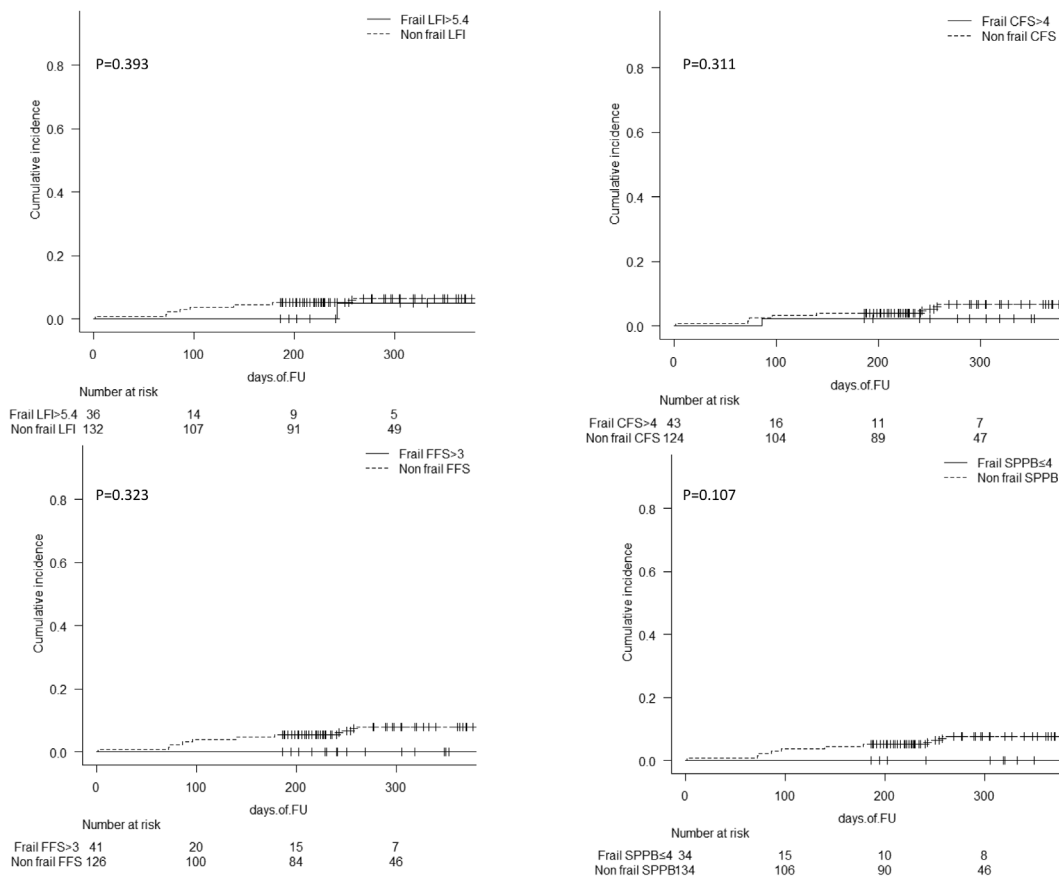 Frail LFI>5.4
Non frail LFI
P=0.393
0.8
0.6
0.4
0.2
0.0
Cumulative incidence
0 100 200 300
days.of.FU
Number at risk
Frail LFI>5.4 36 14 9 5
Non frail LFI 132 107 91 49
Frail CFS>4
Non frail CFS
P=0.311
0.8
0.6
0.4
0.2
0.0
Cumulative incidence
0 100 200 300
days.of.FU
Number at risk
Frail CFS>4 43 16 11 7
Non frail CFS 124 104 89 47
Frail FFS>3
Non frail FFS
P=0.323
0.8
0.6
0.4
0.2
0.0
Cumulative incidence
0 100 200 300
days.of.FU
Number at risk
Frail FFS>3 41 20 15 7
Non frail FFS 126 100 84 46
Frail SPPB≤4
Non frail SPPB
P=0.107
0.8
0.6
0.4
0.2
0.0
Cumulative incidence
0 100 200 300
days.of.FU
Number at risk
Frail SPPB≤4 34 15 10 8
Non frail SPPB134 106 90 46